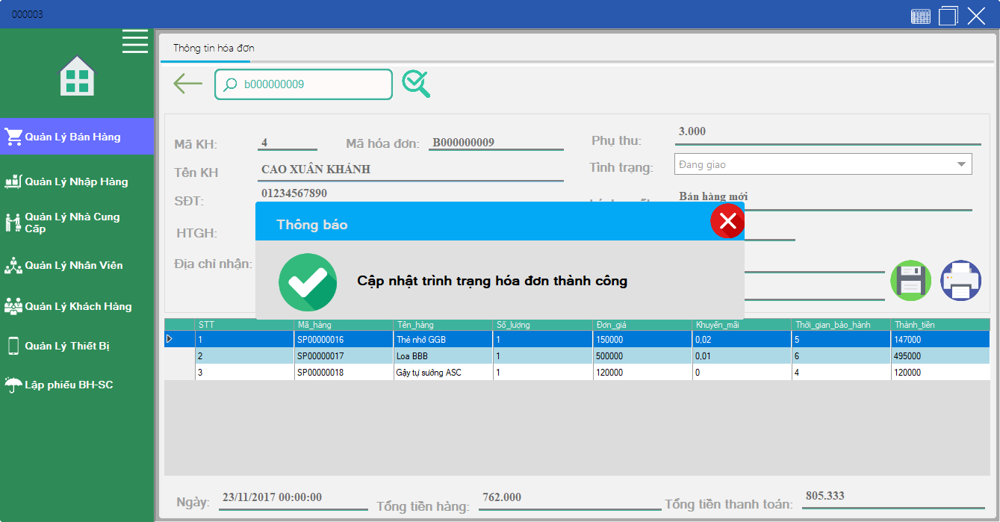 000003
Thông tin hóa đơn
b000000009
Quản Lý Bán Hàng
Quản Lý Nhập Hàng
Quản Lý Nhà Cung
Cấp
Quản Lý Nhân Viên
Quản Lý Khách Hàng
Quản Lý Thiết Bị
Lập phiếu BH-SC
Mã KH: 4 Mã hóa đơn: B000000009 Phụ thu: 3.000
Tên KH CAO XUÂN KHÁNH Tình trạng: Đang giao
SĐT: 01234567890 Bán hàng mới
HTGH:
Địa chỉ nhận:
Thông báo
Cập nhật trình trạng hóa đơn thành công
STT Mã_hàng Tên_hàng Số_lượng Đơn_giá Khuyến_mãi Thời_gian_bảo_hành Thành_tiền
1 SP00000016 Thẻ nhớ GGB 1 150000 0,02 5 147000
2 SP00000017 Loa BBB 1 500000 0,01 6 495000
3 SP00000018 Gậy tự sướng ASC 1 120000 0 4 120000
Ngày: 23/11/2017 00:00:00 Tổng tiền hàng: 762.000 Tổng tiền thanh toán: 805.333